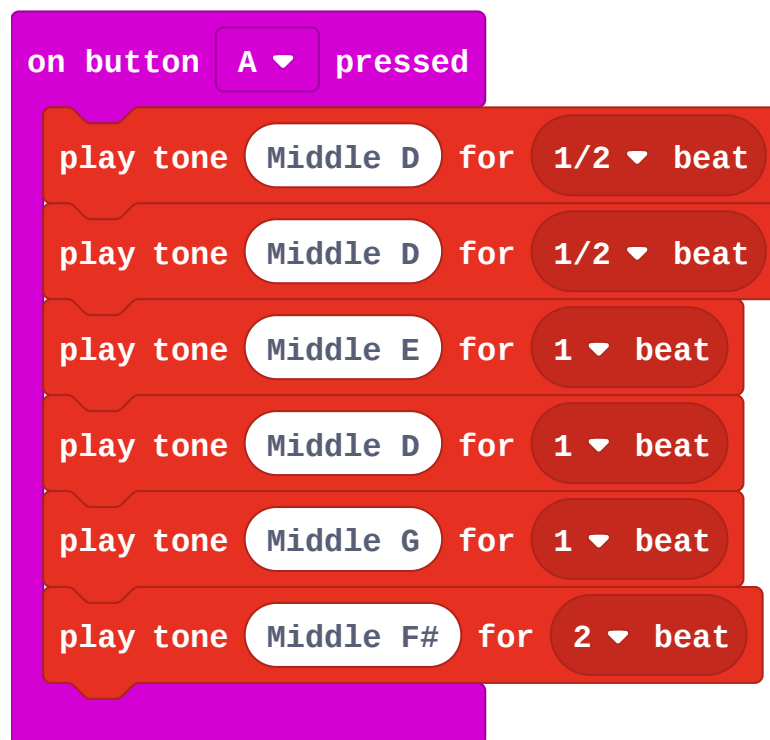 on button A pressed
play tone Middle D for 1/2 beat
play tone Middle D for 1/2 beat
play tone Middle E for 1 beat
play tone Middle D for 1 beat
play tone Middle G for 1 beat
play tone Middle F# for 2 beat